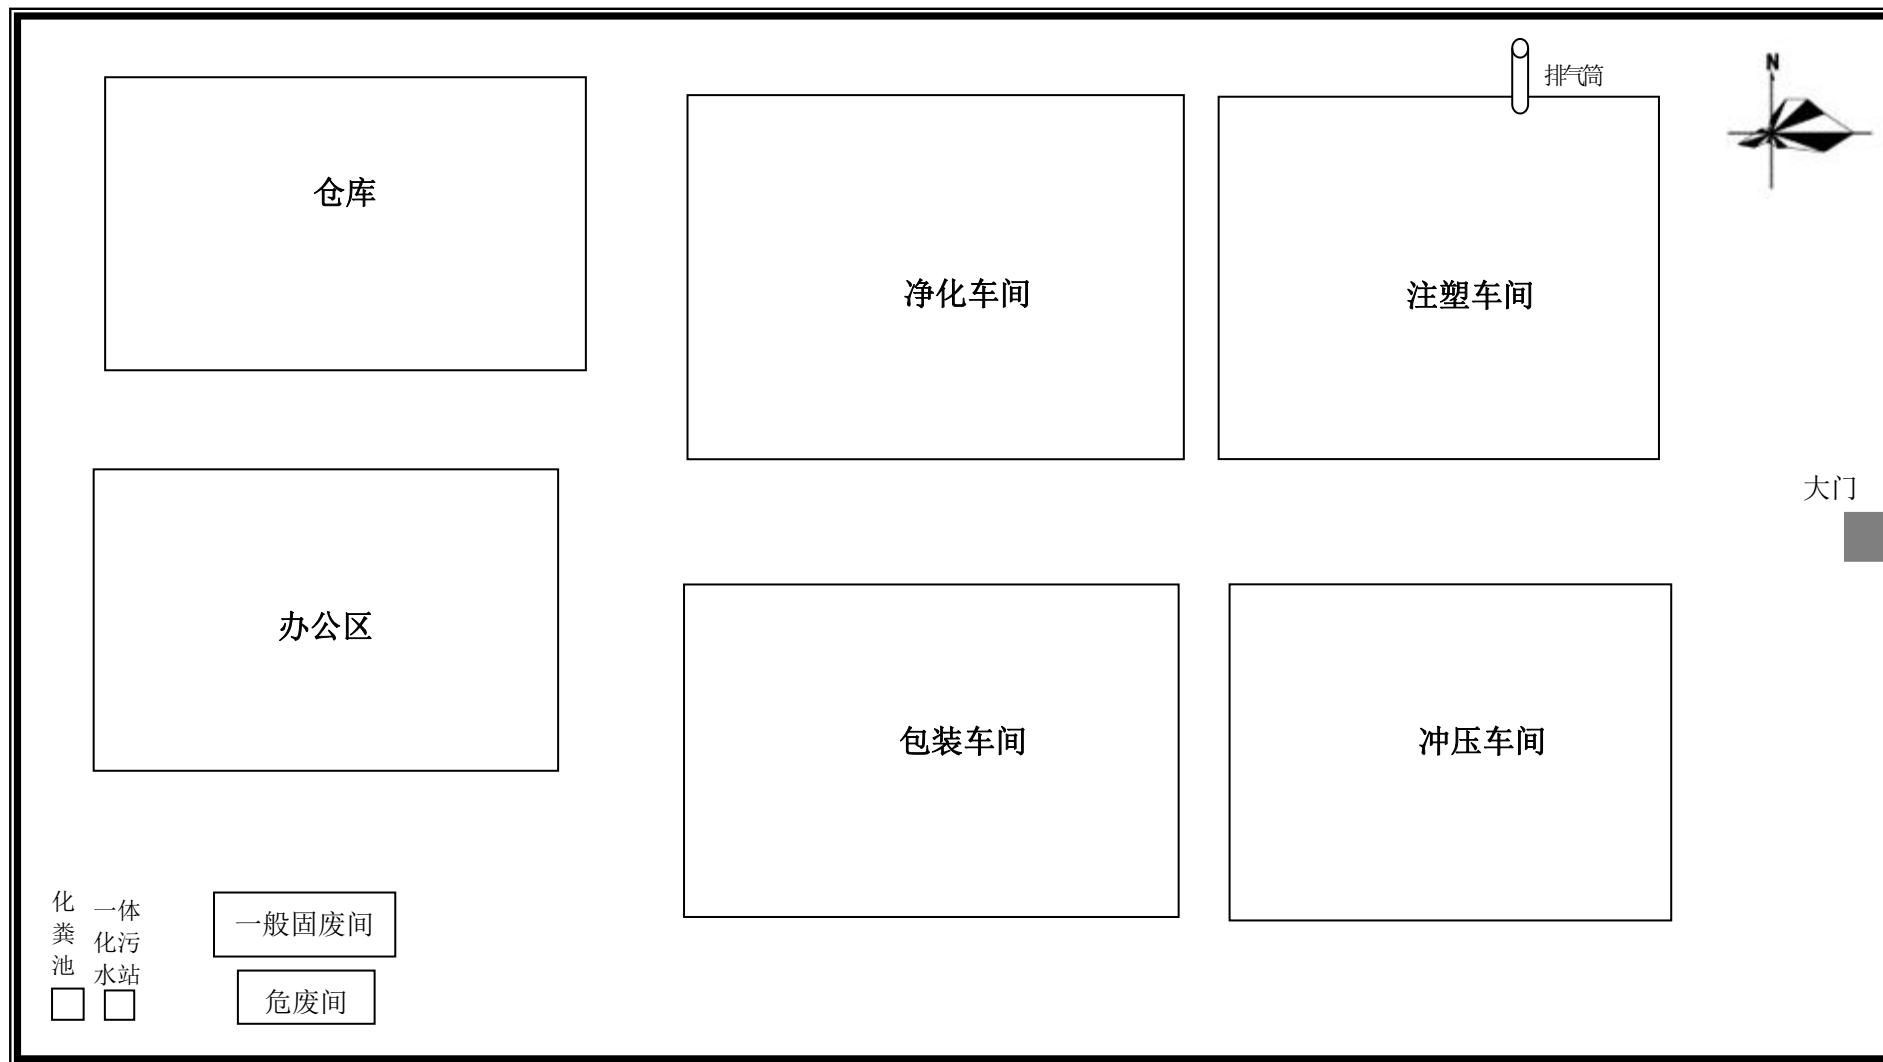 排气筒
N
仓库
净化车间
注塑车间
大门
办公区
包装车间
冲压车间
化
粪
池
一体
化污
水站
一般固废间
危废间